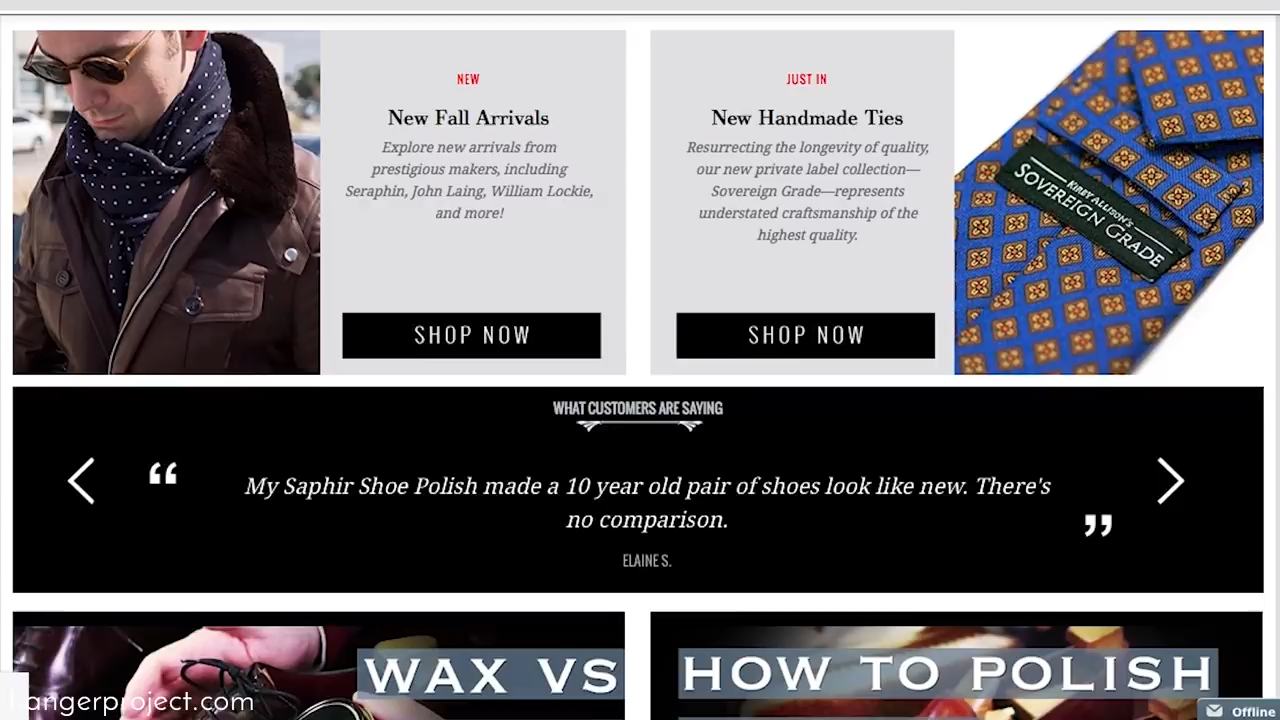 NEW
New Fall Arrivals
Explore new arrivals from
prestigious makers, including
Seraphin, John Laing, William Lockie,
and more!
SHOP NOW
JUST IN
New Handmade Ties
Resurrecting the longevity of quality,
our new private label collection—
Sovereign Grade—represents
understated craftsmanship of the
highest quality.
SHOP NOW
KIRBY ALLISON'S
SOVEREIGN GRADE
WHAT CUSTOMERS ARE SAYING
“ My Saphir Shoe Polish made a 10 year old pair of shoes look like new. There's
no comparison. ”
ELAINE S.
WAX VS
HOW TO POLISH
hangerproject.com
Offline